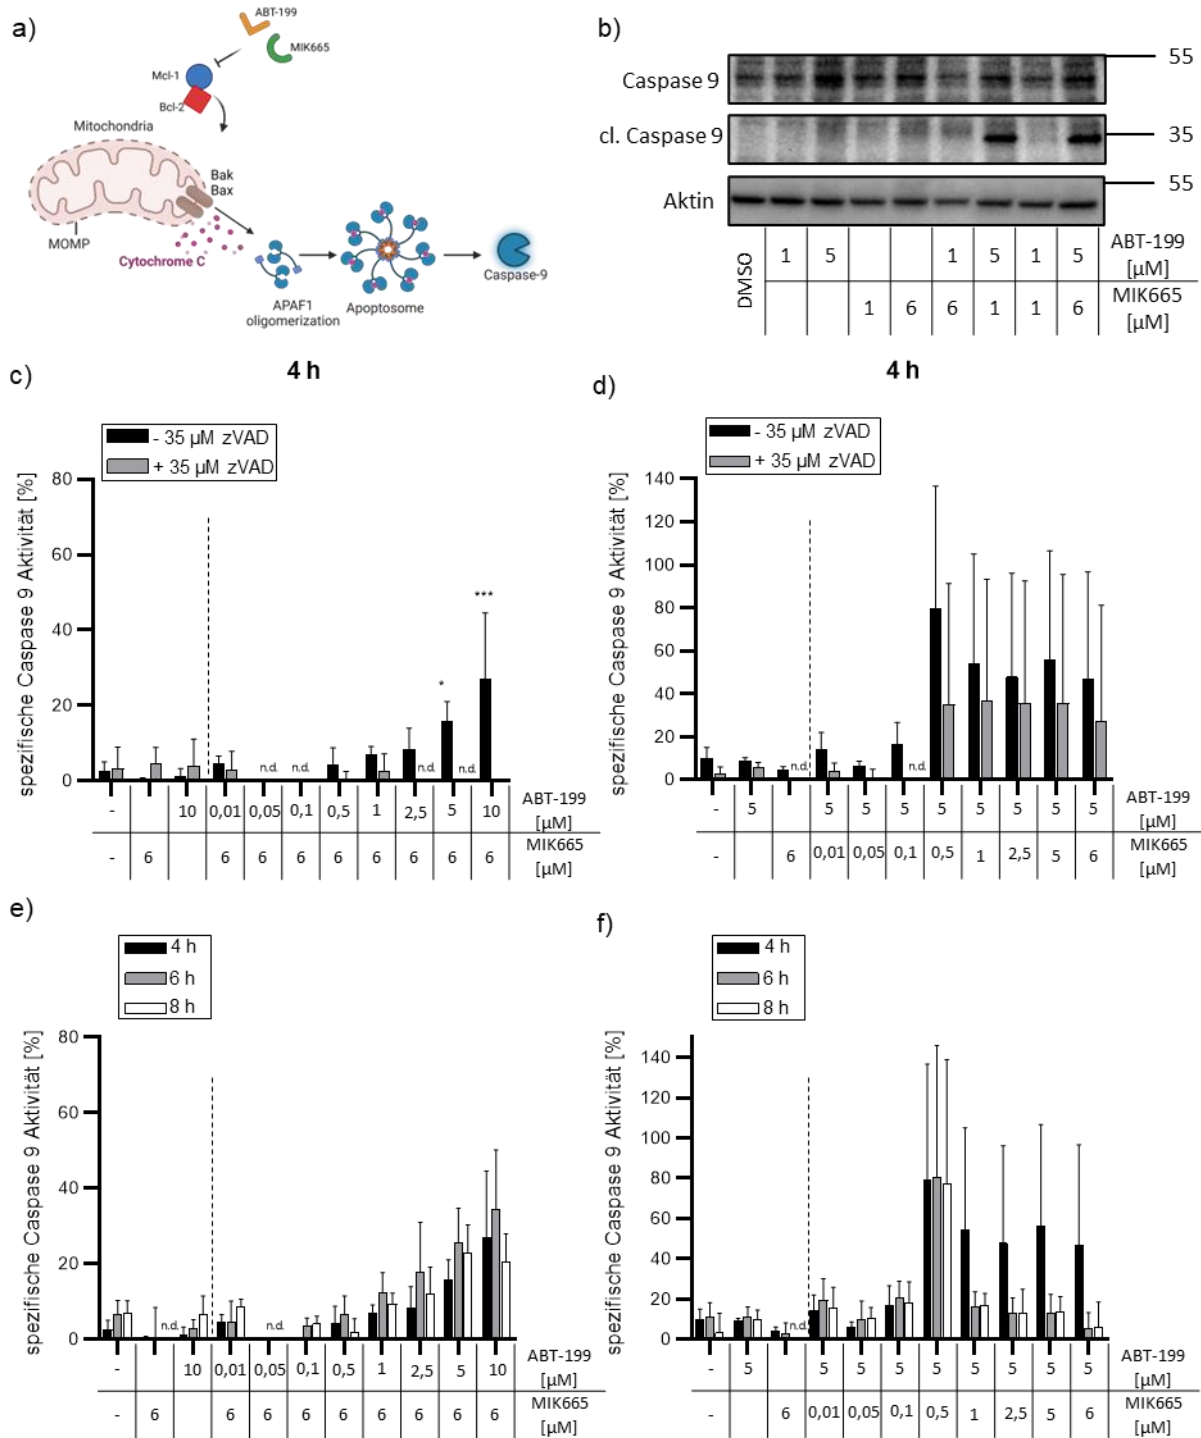 a)
ABT-199
MIK665
Mcl-1
Bcl-2
Mitochondria
Bak
Bax
MOMP
Cytochrome C
APAF1
oligomerization
Apoptosome
Caspase-9
b)
Caspase 9
55
cl. Caspase 9
35
55
Aktin
DMSO
1 5 1 5 1 5 ABT-199
[µM]
1 6 6 1 1 6 MIK665
[µM]
c)
4 h
- 35 µM zVAD
+ 35 µM zVAD
spezifische Caspase 9 Aktivität [%]
80
60
40
20
0
n.d. n.d. n.d. n.d.
* ***
- 10 0,01 0,05 0,1 0,5 1 2,5 5 10 ABT-199
[µM]
- 6 6 6 6 6 6 6 6 6 MIK665
[µM]
d)
4 h
- 35 µM zVAD
+ 35 µM zVAD
spezifische Caspase 9 Aktivität [%]
140
120
100
80
60
40
20
0
n.d. n.d.
- 5 5 5 5 5 5 5 5 5 ABT-199
[µM]
- 6 0,01 0,05 0,1 0,5 1 2,5 5 6 MIK665
[µM]
e)
4 h
6 h
8 h
spezifische Caspase 9 Aktivität [%]
80
60
40
20
0
n.d. n.d.
- 10 0,01 0,05 0,1 0,5 1 2,5 5 10 ABT-199
[µM]
- 6 6 6 6 6 6 6 6 6 MIK665
[µM]
f)
4 h
6 h
8 h
spezifische Caspase 9 Aktivität [%]
140
120
100
80
60
40
20
0
n.d.
- 5 5 5 5 5 5 5 5 5 ABT-199
[µM]
- 6 0,01 0,05 0,1 0,5 1 2,5 5 6 MIK665
[µM]